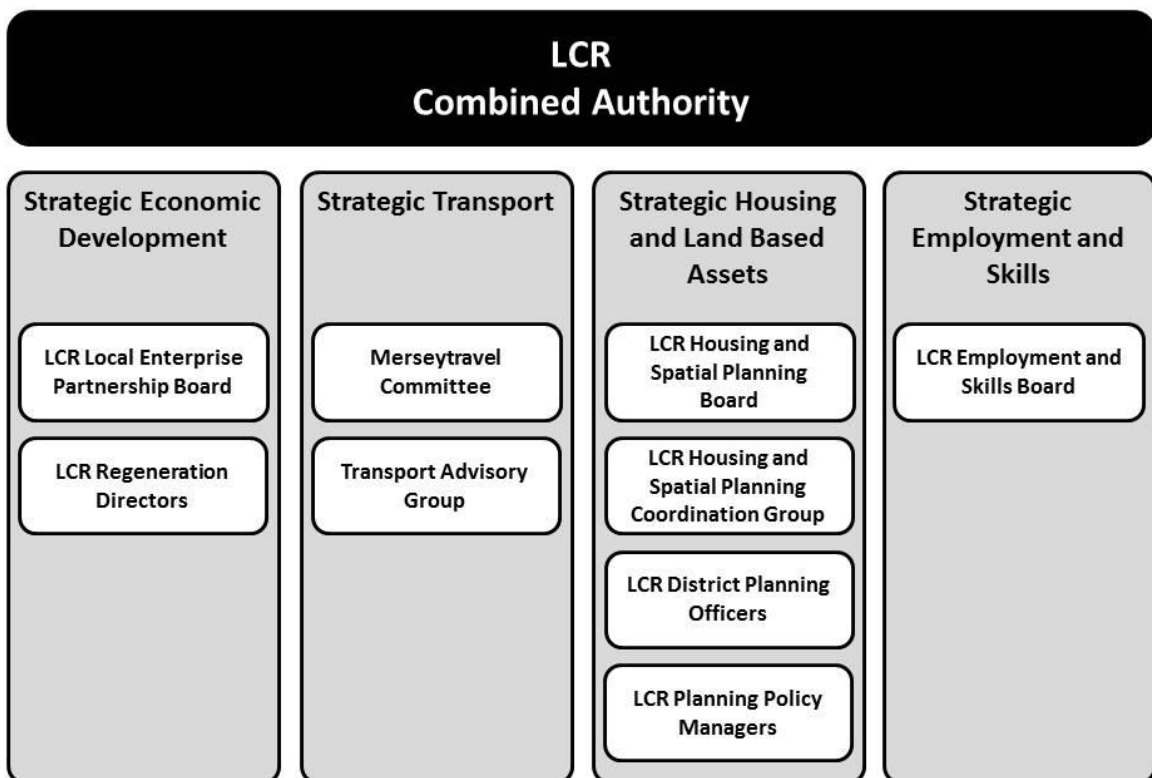 LCR
Combined Authority
Strategic Economic
Development
LCR Local Enterprise
Partnership Board
LCR Regeneration
Directors
Strategic Transport
Merseytravel
Committee
Transport Advisory
Group
Strategic Housing
and Land Based
Assets
LCR Housing and
Spatial Planning
Board
LCR Housing and
Spatial Planning
Coordination Group
LCR District Planning
Officers
LCR Planning Policy
Managers
Strategic
Employment and
Skills
LCR Employment and
Skills Board